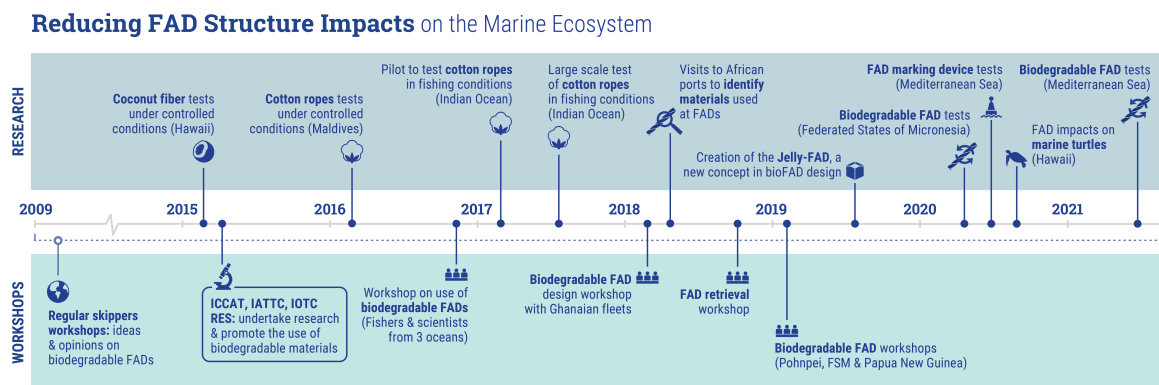 Reducing FAD Structure Impacts on the Marine Ecosystem
RESEARCH
Coconut fiber tests
under controlled
conditions (Hawaii)
Cotton ropes tests
under controlled
conditions (Maldives)
Pilot to test cotton ropes
in fishing conditions
(Indian Ocean)
Large scale test
of cotton ropes
in fishing conditions
(Indian Ocean)
Visits to African
ports to identify
materials used
at FADs
Creation of the Jelly-FAD, a
new concept in bioFAD design
FAD marking device tests
(Mediterranean Sea)
Biodegradable FAD tests
(Federated States of Micronesia)
Biodegradable FAD tests
(Mediterranean Sea)
FAD impacts on
marine turtles
(Hawaii)
2009 2015 2016 2017 2018 2019 2020 2021
WORKSHOPS
Regular skippers
workshops: ideas
& opinions on
biodegradable FADs
ICCAT, IATTC, IOTC
RES: undertake research
& promote the use of
biodegradable materials
Workshop on use of
biodegradable FADs
(Fishers & scientists
from 3 oceans)
Biodegradable FAD
design workshop
with Ghanaian fleets
FAD retrieval
workshop
Biodegradable FAD workshops
(Pohnpei, FSM & Papua New Guinea)